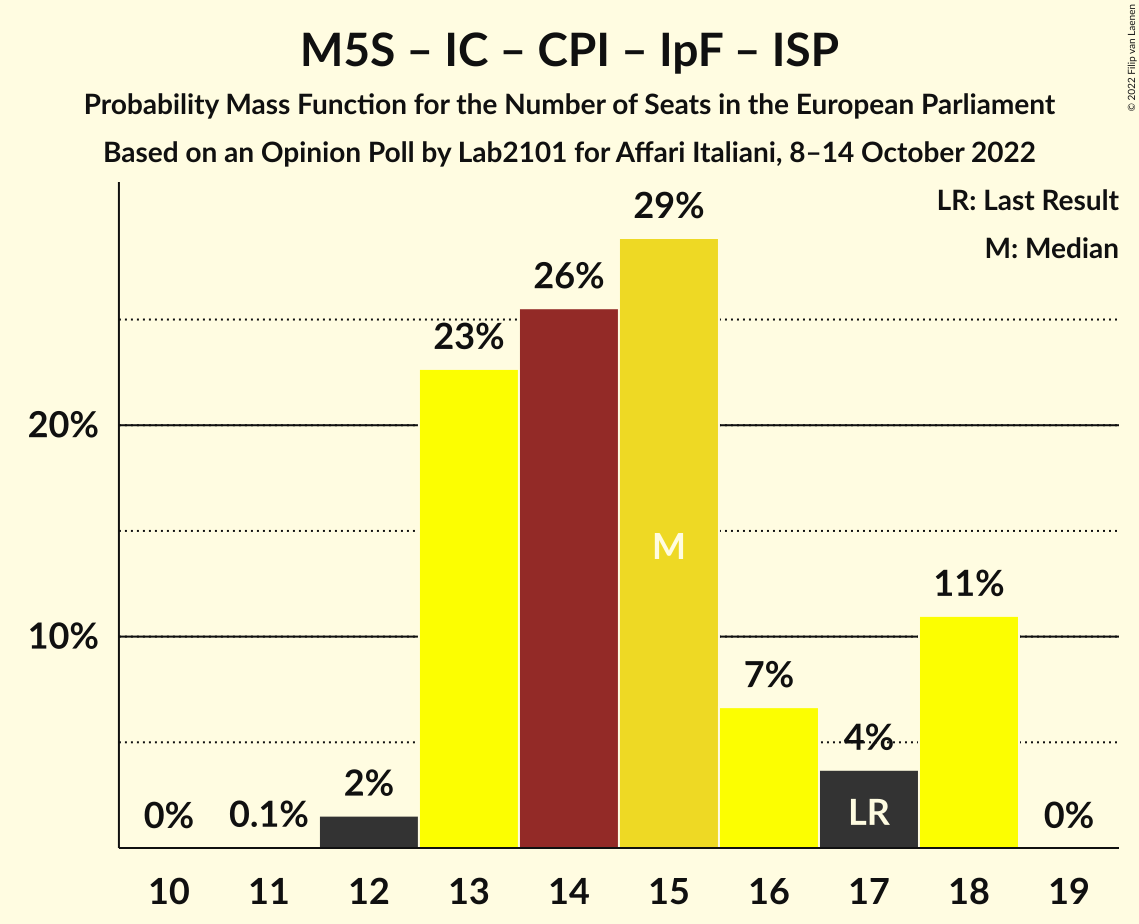 M5S – IC – CPI – IpF – ISP
Probability Mass Function for the Number of Seats in the European Parliament
Based on an Opinion Poll by Lab2101 for Affari Italiani, 8–14 October 2022
© 2022 Filip van Laenen
LR: Last Result
M: Median
29%
26%
23%
20%
M
11%
10%
7%
4%
2%
LR
0%
0.1%
0%
10 11 12 13 14 15 16 17 18 19